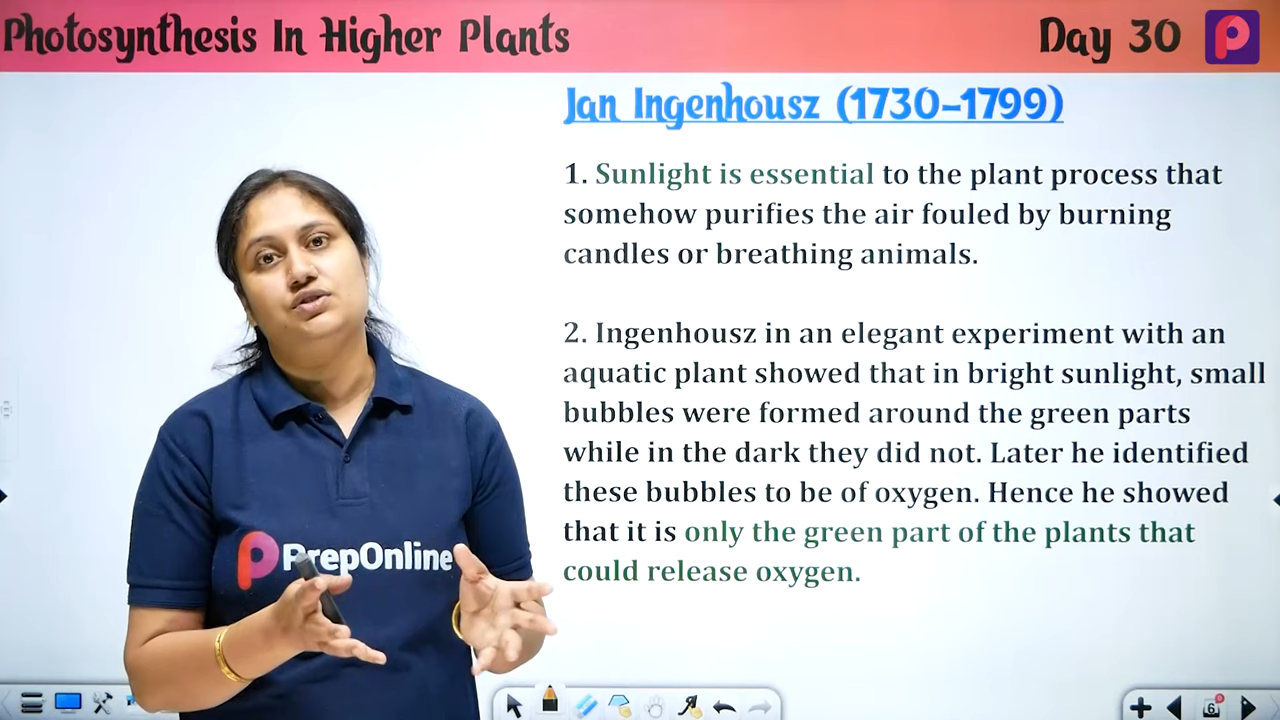 Photosynthesis In Higher Plants
Day 30
Jan Ingenhousz (1730-1799)
1. Sunlight is essential to the plant process that
somehow purifies the air fouled by burning
candles or breathing animals.
2. Ingenhousz in an elegant experiment with an
aquatic plant showed that in bright sunlight, small
bubbles were formed around the green parts
while in the dark they did not. Later he identified
these bubbles to be of oxygen. Hence he showed
that it is only the green part of the plants that
could release oxygen.
PrepOnline
6